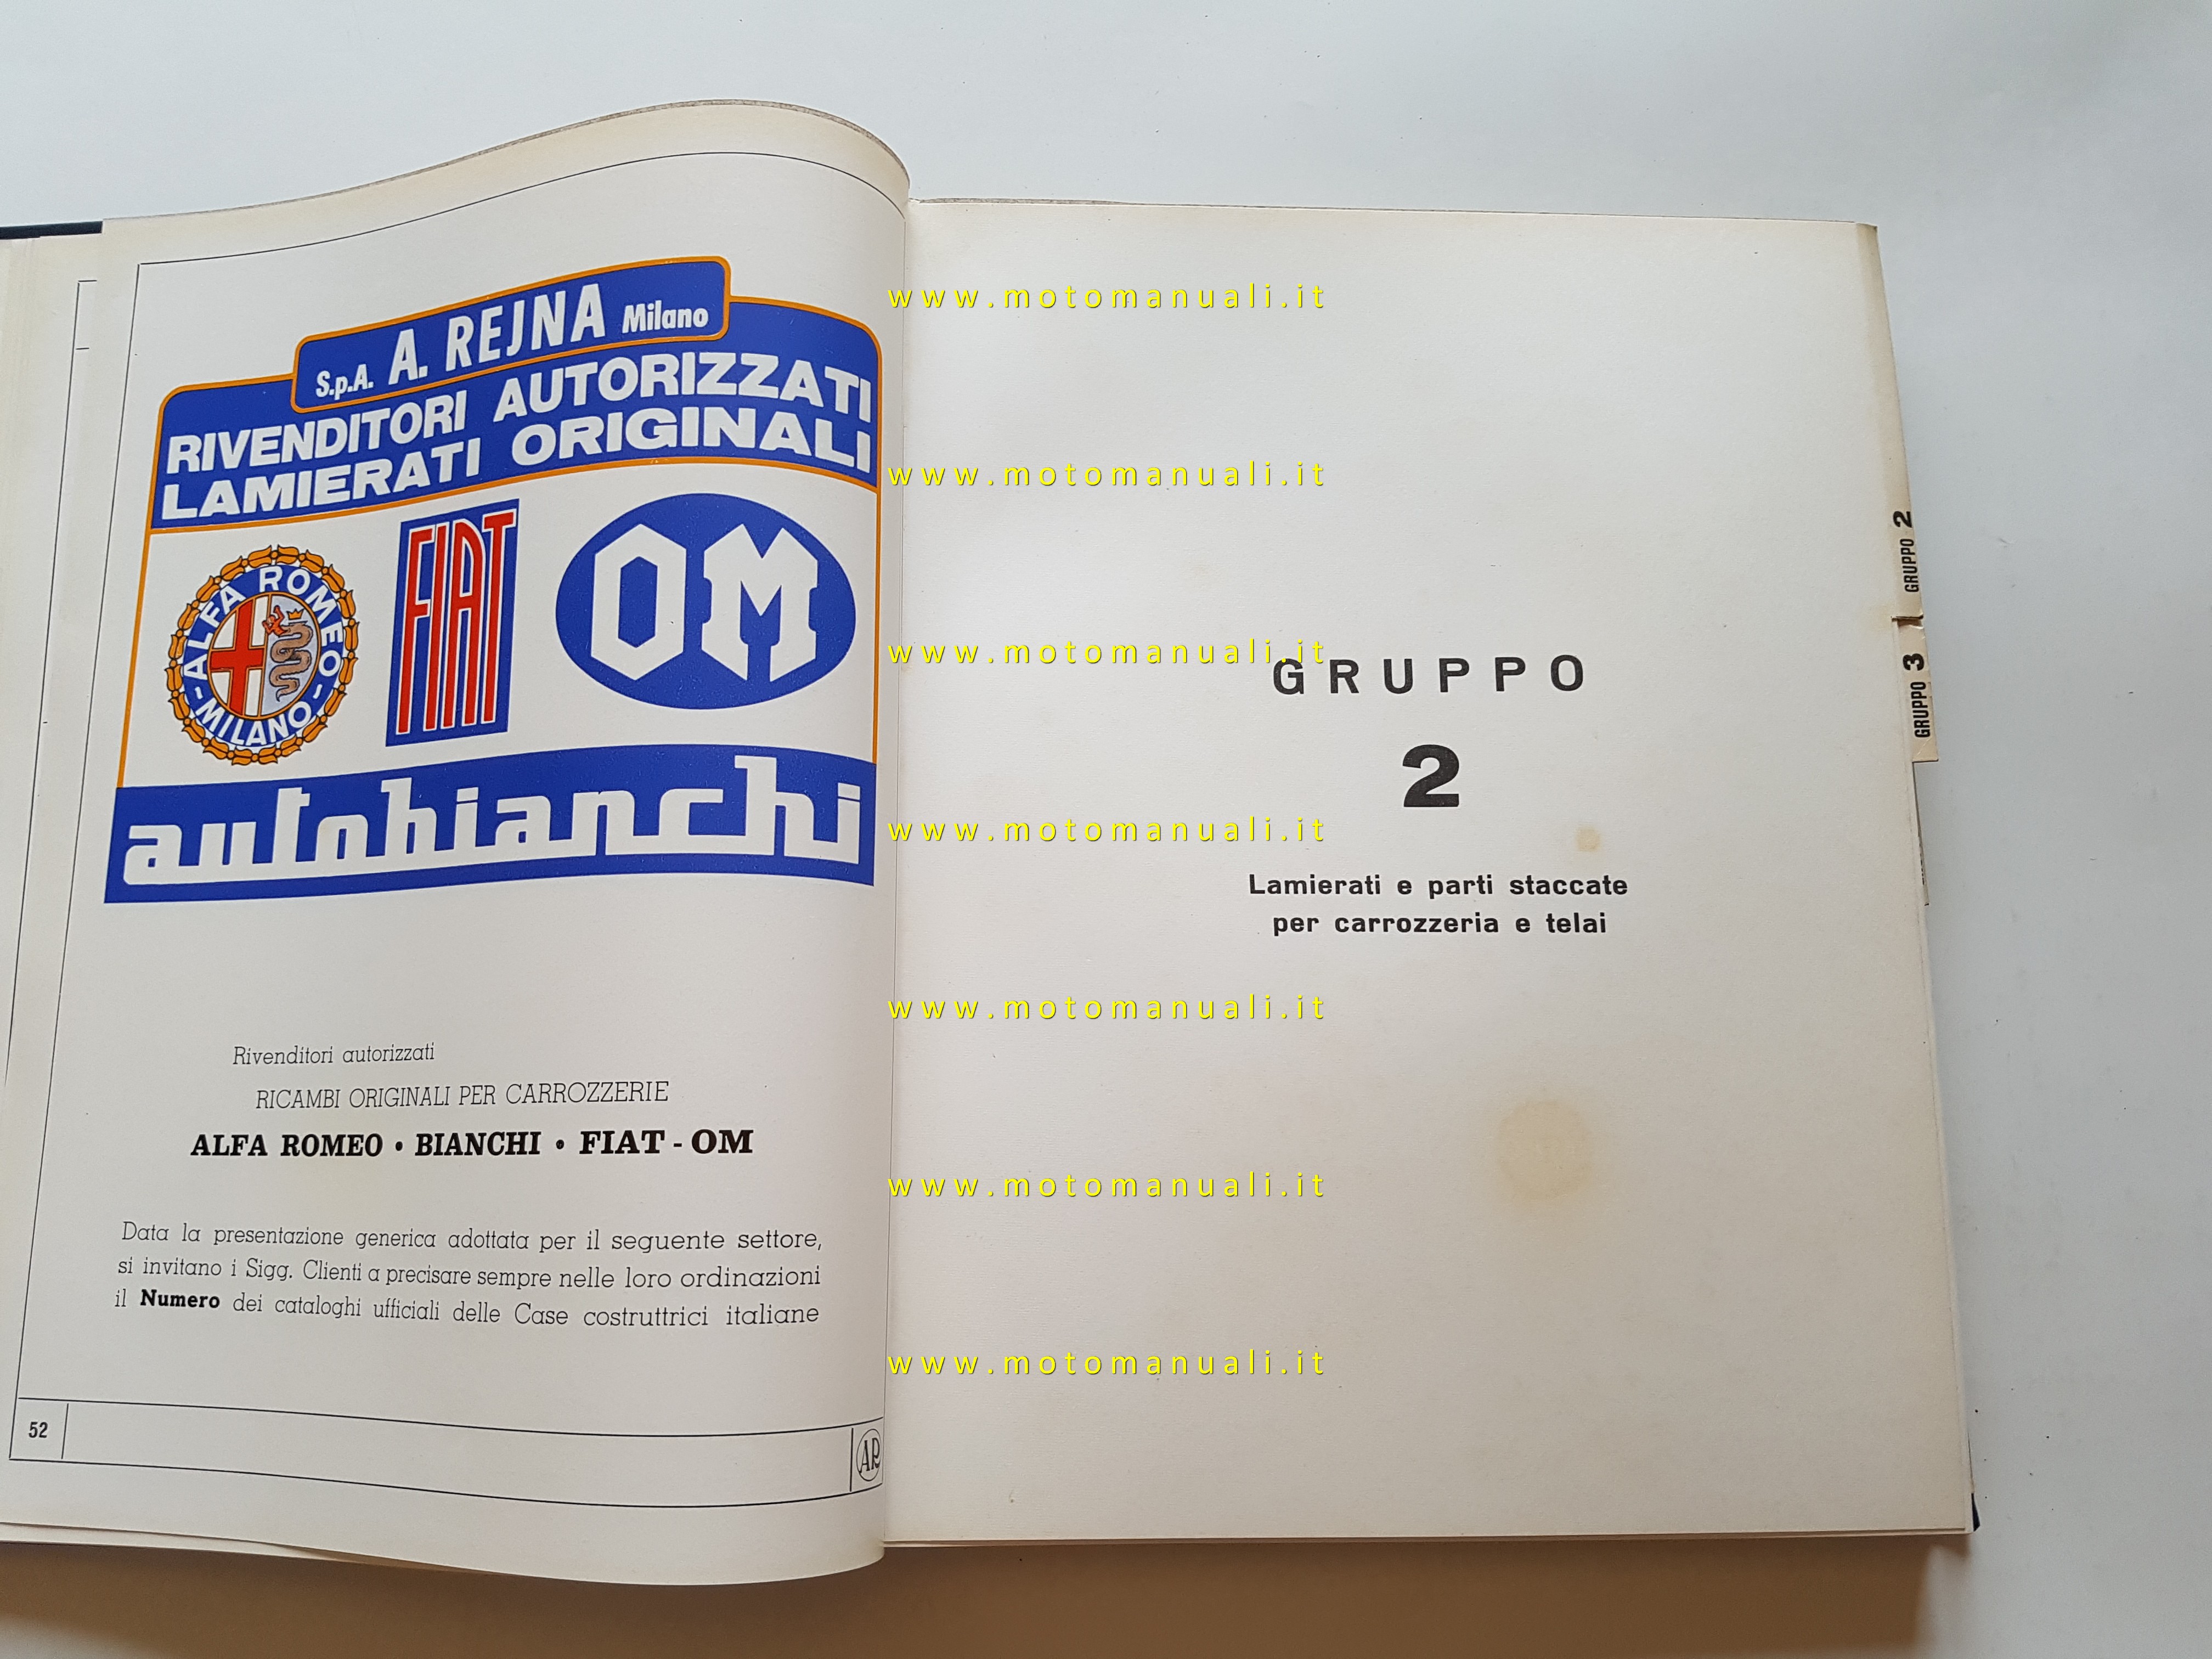 S.p.A. A. REJNA Milano
RIVENDITORI AUTORIZZATI
LAMIERATI ORIGINALI
ALFA ROMEO
- MILANO -
FIAT
OM
autobianchi
Rivenditori autorizzati
RICAMBI ORIGINALI PER CARROZZERIE
ALFA ROMEO • BIANCHI • FIAT - OM
Data la presentazione generica adottata per il seguente settore,
si invitano i Sigg. Clienti a precisare sempre nelle loro ordinazioni
il Numero dei cataloghi ufficiali delle Case costruttrici italiane
52
AR
GRUPPO
2
Lamierati e parti staccate
per carrozzeria e telai
GRUPPO 2
GRUPPO 3
www.motomanuali.it
www.motomanuali.it
www.motomanuali.it
www.motomanuali.it
www.motomanuali.it
www.motomanuali.it
www.motomanuali.it